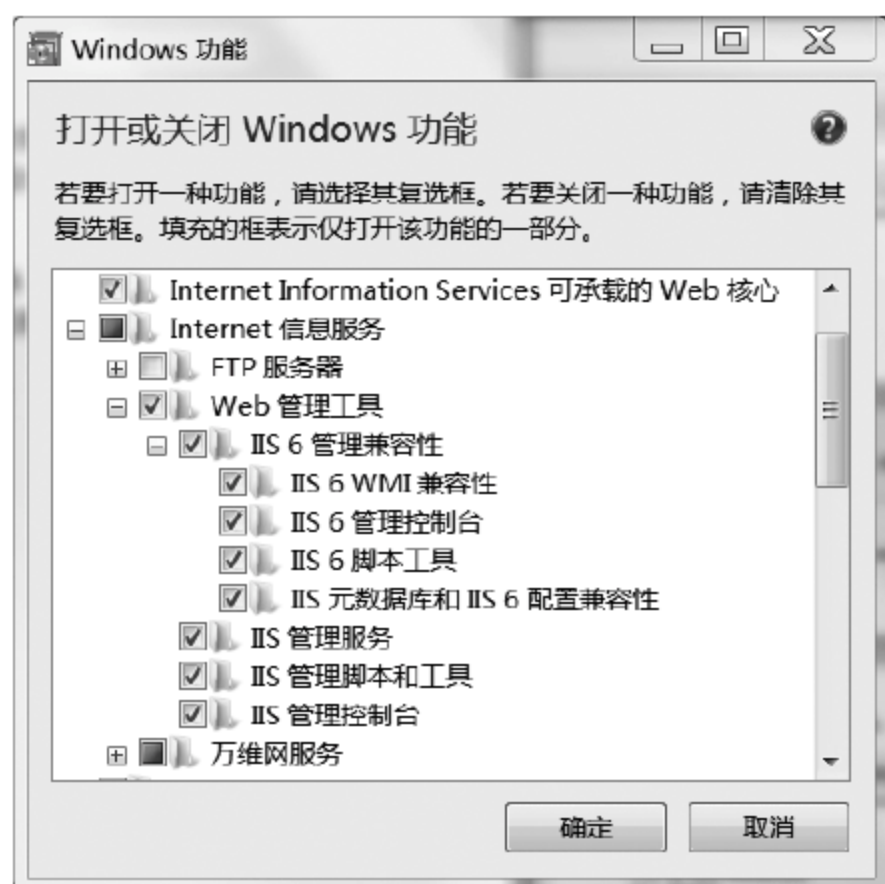 Windows 功能
打开或关闭 Windows 功能
若要打开一种功能，请选择其复选框。若要关闭一种功能，请清除其
复选框。填充的框表示仅打开该功能的一部分。
Internet Information Services 可承载的 Web 核心
Internet 信息服务
FTP 服务器
Web 管理工具
IIS 6 管理兼容性
IIS 6 WMI 兼容性
IIS 6 管理控制台
IIS 6 脚本工具
IIS 元数据库和 IIS 6 配置兼容性
IIS 管理服务
IIS 管理脚本和工具
IIS 管理控制台
万维网服务
确定
取消